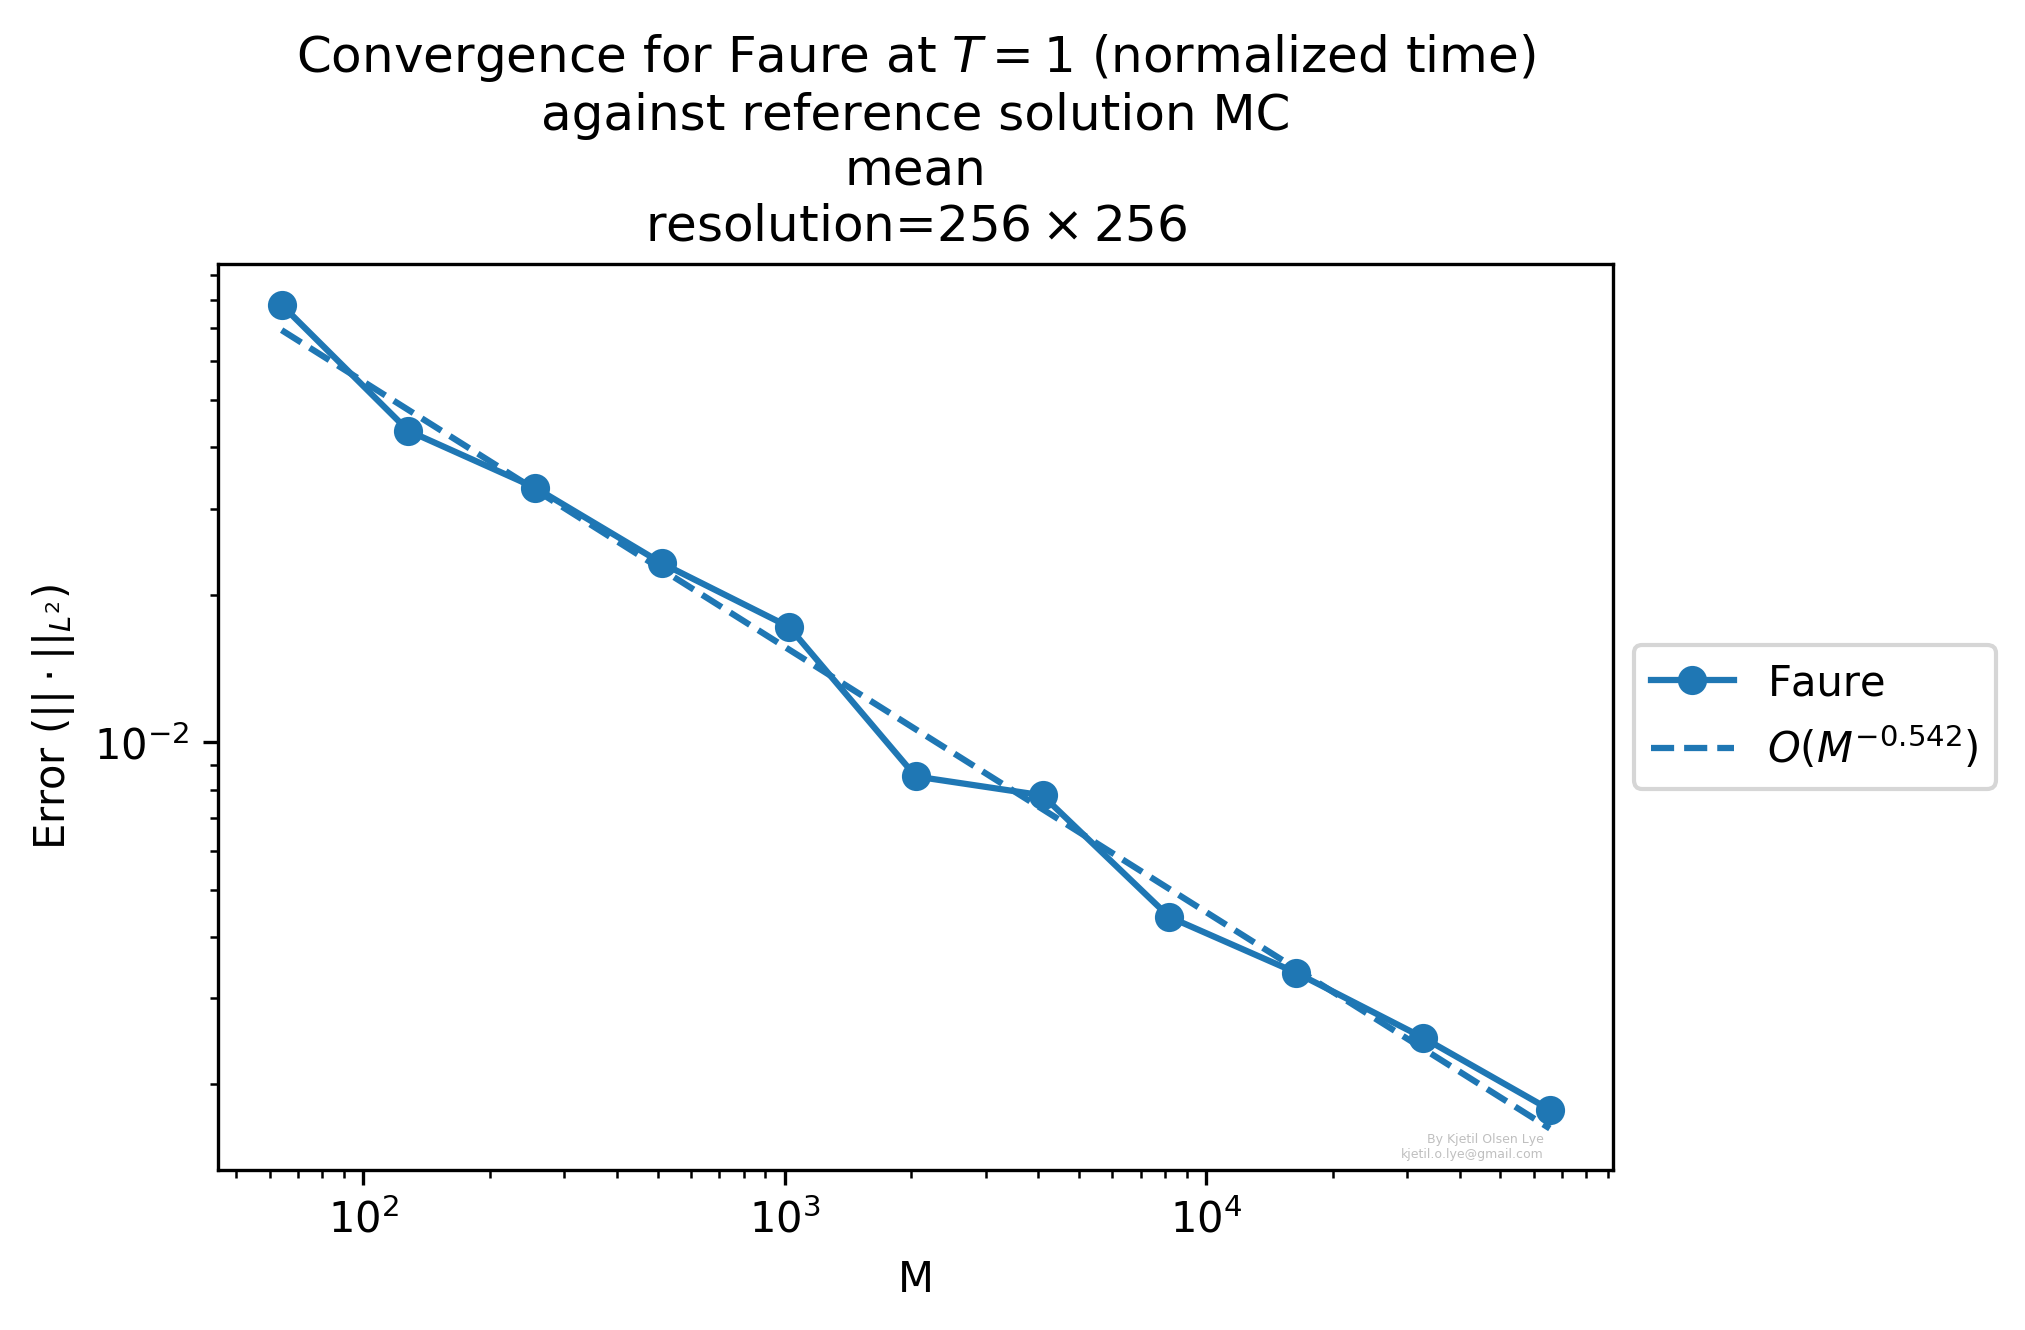 Convergence for Faure at T = 1 (normalized time)
against reference solution MC
mean
resolution=256 × 256
Error (|| · ||_{L^2})
10^{-2}
Faure
O(M^{-0.542})
By Kjetil Olsen Lye
kjetil.o.lye@gmail.com
10^2 10^3 10^4
M